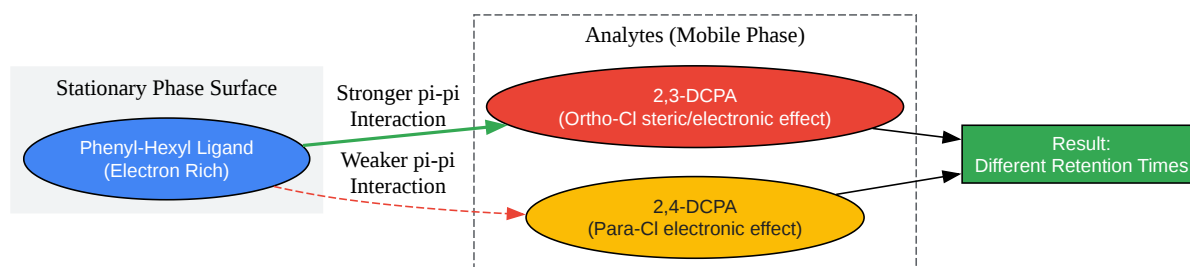 Stationary Phase Surface
Phenyl-Hexyl Ligand
(Electron Rich)
Stronger pi-pi
Interaction
Weaker pi-pi
Interaction
Analytes (Mobile Phase)
2,3-DCPA
(Ortho-Cl steric/electronic effect)
2,4-DCPA
(Para-Cl electronic effect)
Result:
Different Retention Times